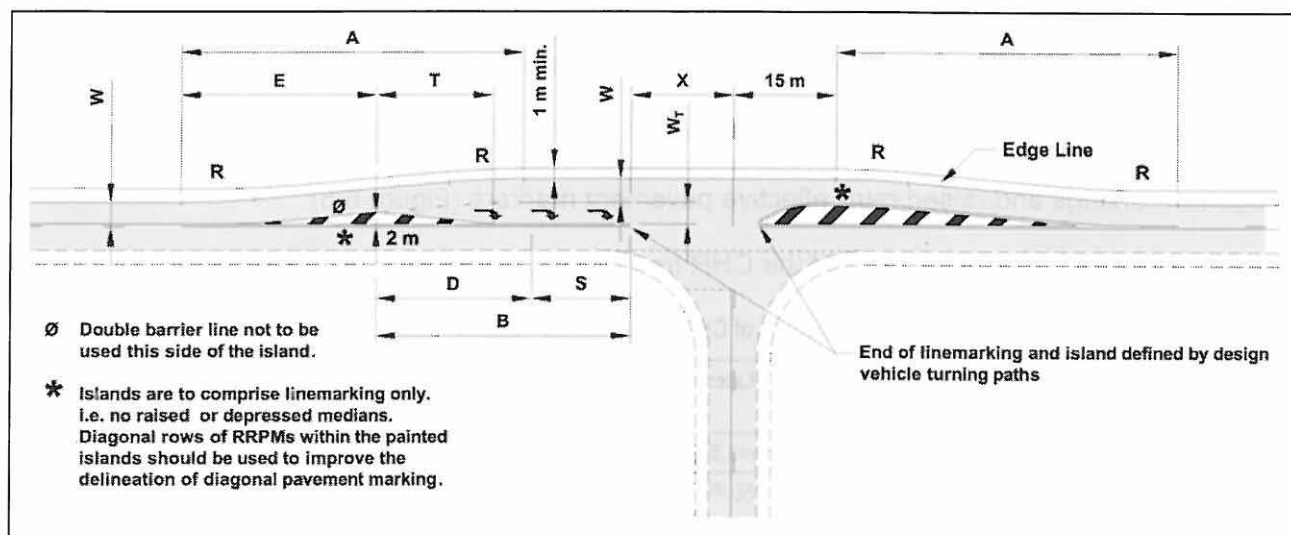 A
A
E
T
1 m min.
W
X
15 m
W
W_T
R
R
R
Edge Line
R
ø
*
*
2 m
D
S
B
ø Double barrier line not to be
used this side of the island.
* Islands are to comprise linemarking only.
i.e. no raised or depressed medians.
Diagonal rows of RRPMs within the painted
islands should be used to improve the
delineation of diagonal pavement marking.
End of linemarking and island defined by design
vehicle turning paths